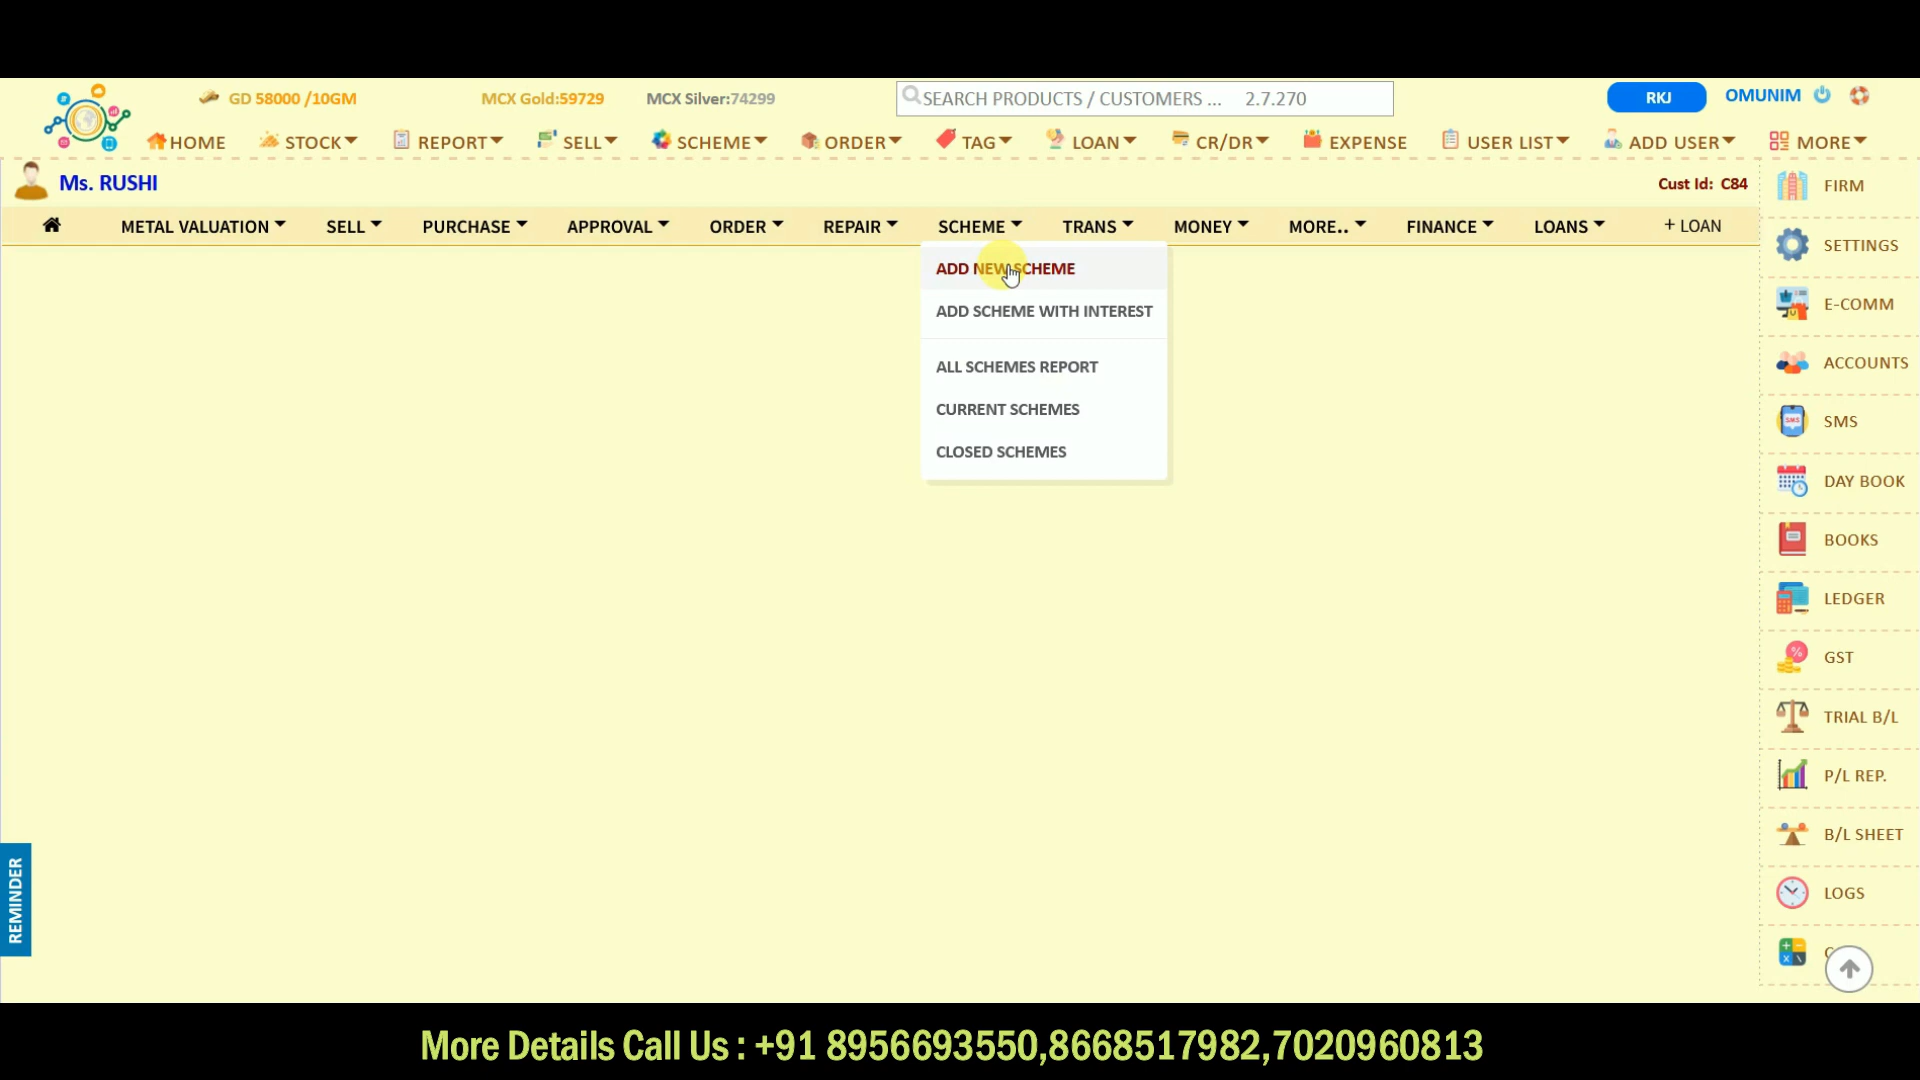 GD 58000 /10GM MCX Gold:59729 MCX Silver:74299 SEARCH PRODUCTS / CUSTOMERS ... 2.7.270 RKJ OMUNIM
HOME STOCK REPORT SELL SCHEME ORDER TAG LOAN CR/DR EXPENSE USER LIST ADD USER MORE
Ms. RUSHI Cust Id: C84
METAL VALUATION SELL PURCHASE APPROVAL ORDER REPAIR SCHEME TRANS MONEY MORE.. FINANCE LOANS + LOAN
ADD NEW SCHEME
ADD SCHEME WITH INTEREST
ALL SCHEMES REPORT
CURRENT SCHEMES
CLOSED SCHEMES
FIRM
SETTINGS
E-COMM
ACCOUNTS
SMS
DAY BOOK
BOOKS
LEDGER
GST
TRIAL B/L
P/L REP.
B/L SHEET
LOGS
REMINDER
More Details Call Us : +91 8956693550,8668517982,7020960813